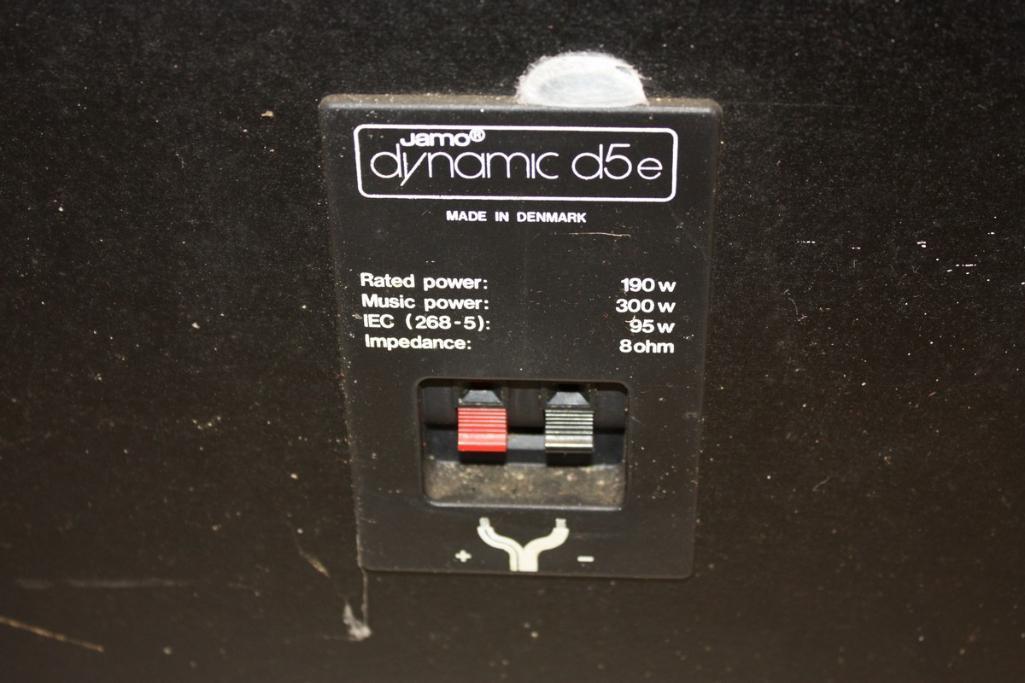 Jamo®
dynamic d5e
MADE IN DENMARK
Rated power: 190 w
Music power: 300 w
IEC (268-5): 95 w
Impedance: 8 ohm
+ -